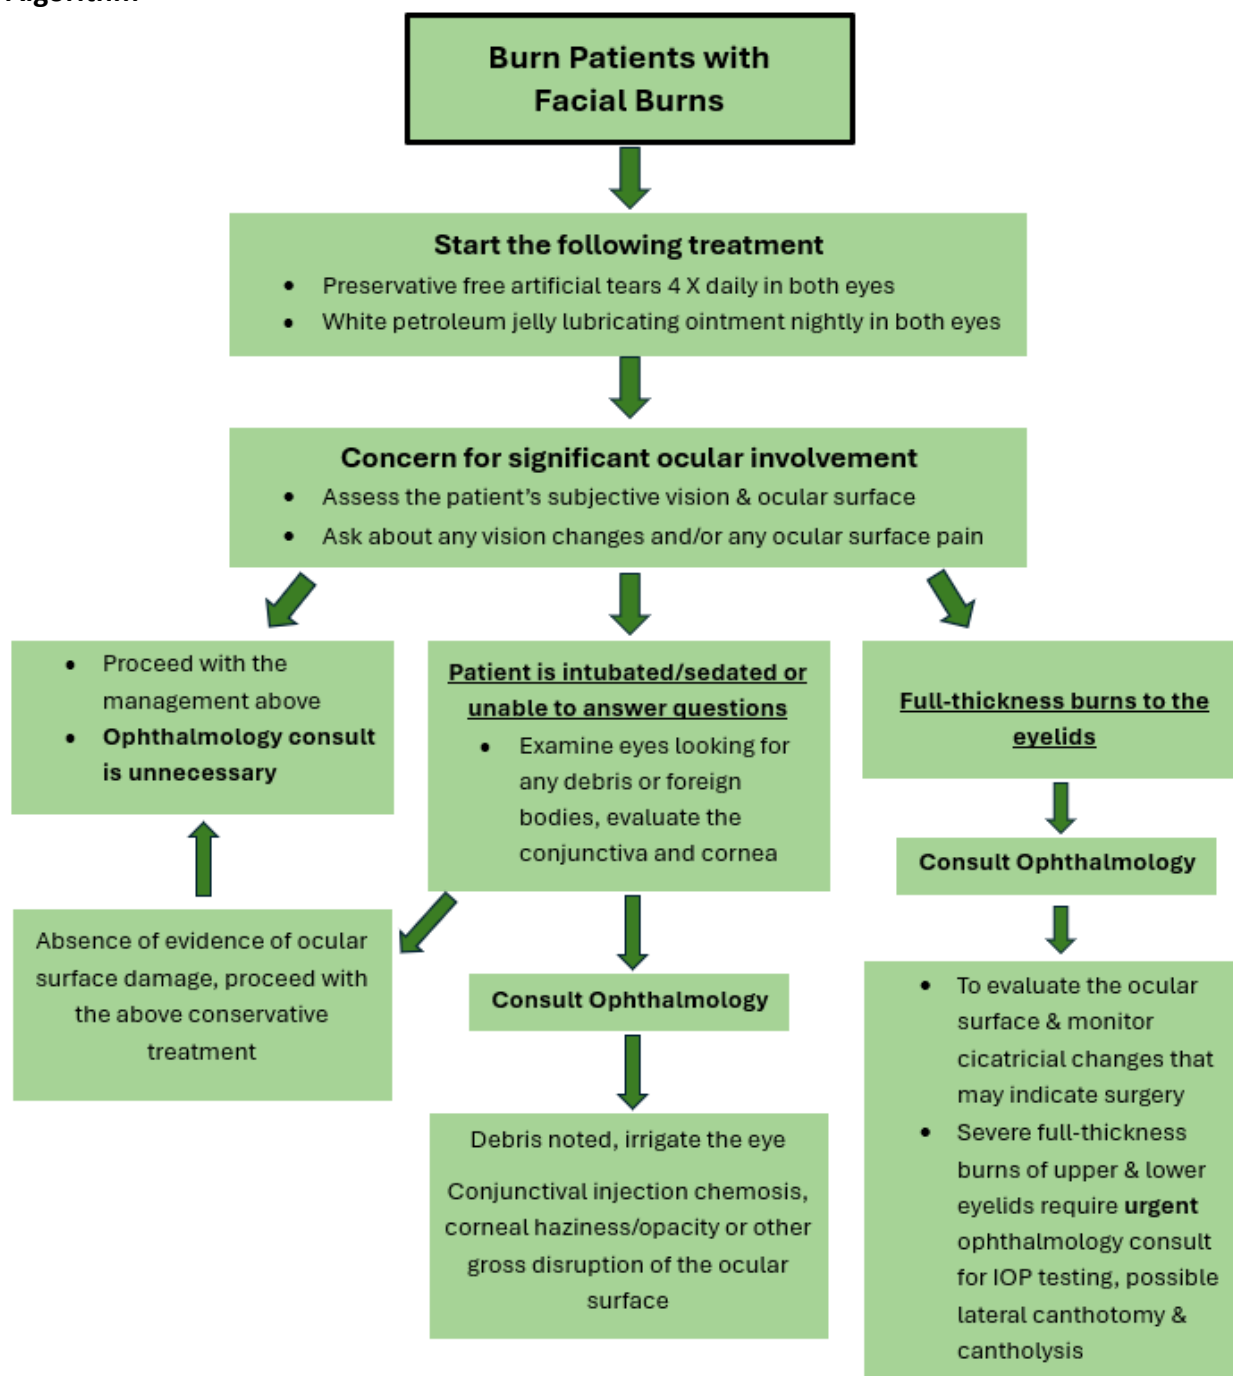 Burn Patients with
Facial Burns
Start the following treatment
• Preservative free artificial tears 4 X daily in both eyes
• White petroleum jelly lubricating ointment nightly in both eyes
Concern for significant ocular involvement
• Assess the patient's subjective vision & ocular surface
• Ask about any vision changes and/or any ocular surface pain
• Proceed with the
management above
• Ophthalmology consult
is unnecessary
Patient is intubated/sedated or
unable to answer questions
• Examine eyes looking for
any debris or foreign
bodies, evaluate the
conjunctiva and cornea
Full-thickness burns to the
eyelids
Consult Ophthalmology
Absence of evidence of ocular
surface damage, proceed with
the above conservative
treatment
Consult Ophthalmology
Debris noted, irrigate the eye
Conjunctival injection chemosis,
corneal haziness/opacity or other
gross disruption of the ocular
surface
• To evaluate the ocular
surface & monitor
cicatricial changes that
may indicate surgery
• Severe full-thickness
burns of upper & lower
eyelids require urgent
ophthalmology consult
for IOP testing, possible
lateral canthotomy &
cantholysis